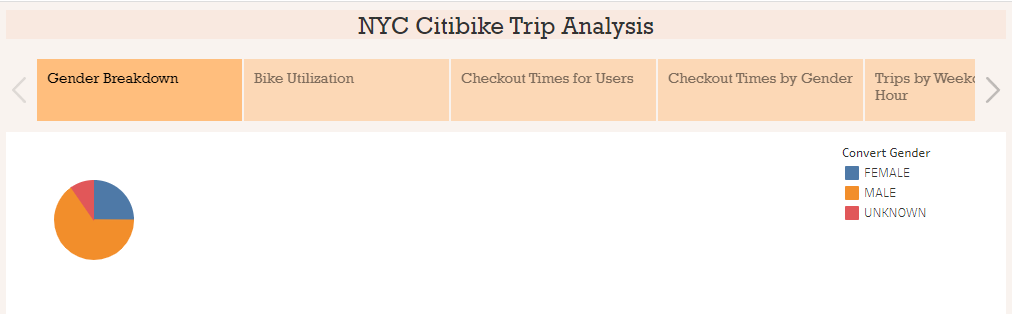 NYC Citibike Trip Analysis
Gender Breakdown
Bike Utilization
Checkout Times for Users
Checkout Times by Gender
Trips by
Hour
Convert Gender
FEMALE
MALE
UNKNOWN